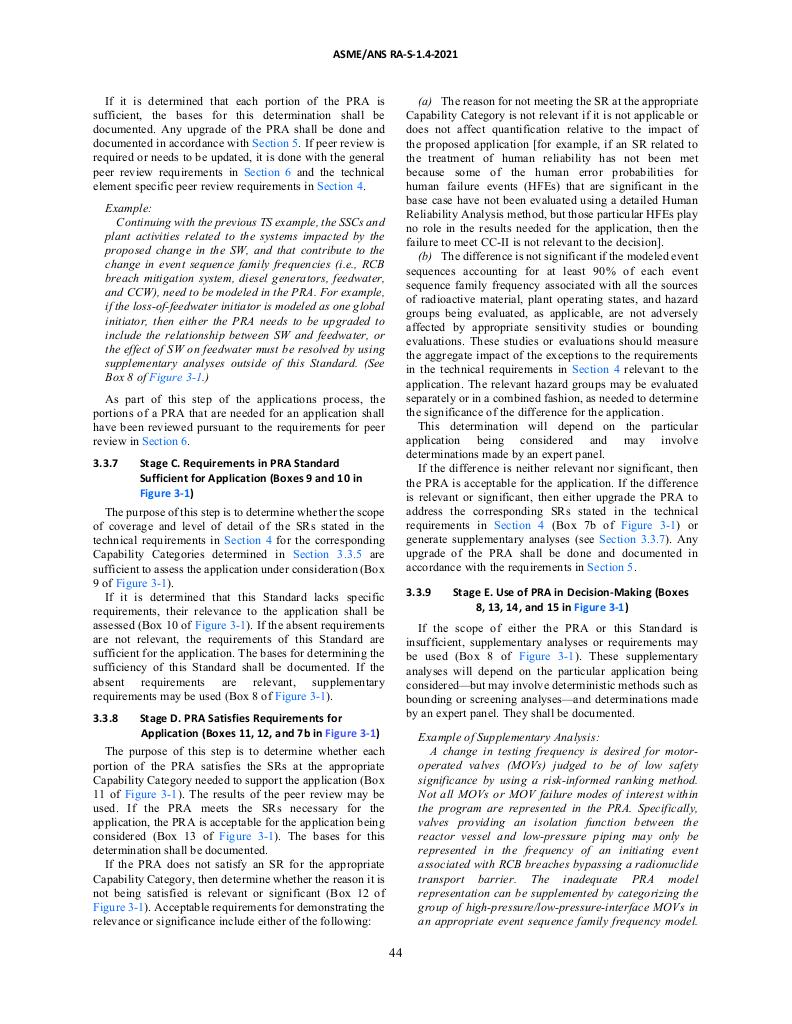 ASME/ANS RA-S-1.4-2021
If it is determined that each portion of the PRA is
sufficient, the bases for this determination shall be
documented. Any upgrade of the PRA shall be done and
documented in accordance with Section 5. If peer review is
required or needs to be updated, it is done with the general
peer review requirements in Section 6 and the technical
element specific peer review requirements in Section 4.
Example:
Continuing with the previous TS example, the SSCs and
plant activities related to the systems impacted by the
proposed change in the SW, and that contribute to the
change in event sequence family frequencies (i.e., RCB
breach mitigation system, diesel generators, feedwater,
and CCW), need to be modeled in the PRA. For example,
if the loss-of-feedwater initiator is modeled as one global
initiator, then either the PRA needs to be upgraded to
include the relationship between SW and feedwater, or
the effect of SW on feedwater must be resolved by using
supplementary analyses outside of this Standard. (See
Box 8 of Figure 3-1.)
As part of this step of the applications process, the
portions of a PRA that are needed for an application shall
have been reviewed pursuant to the requirements for peer
review in Section 6.
3.3.7 Stage C. Requirements in PRA Standard
Sufficient for Application (Boxes 9 and 10 in
Figure 3-1)
The purpose of this step is to determine whether the scope
of coverage and level of detail of the SRs stated in the
technical requirements in Section 4 for the corresponding
Capability Categories determined in Section 3.3.5 are
sufficient to assess the application under consideration (Box
9 of Figure 3-1).
If it is determined that this Standard lacks specific
requirements, their relevance to the application shall be
assessed (Box 10 of Figure 3-1). If the absent requirements
are not relevant, the requirements of this Standard are
sufficient for the application. The bases for determining the
sufficiency of this Standard shall be documented. If the
absent requirements are relevant, supplementary
requirements may be used (Box 8 of Figure 3-1).
3.3.8 Stage D. PRA Satisfies Requirements for
Application (Boxes 11, 12, and 7b in Figure 3-1)
The purpose of this step is to determine whether each
portion of the PRA satisfies the SRs at the appropriate
Capability Category needed to support the application (Box
11 of Figure 3-1). The results of the peer review may be
used. If the PRA meets the SRs necessary for the
application, the PRA is acceptable for the application being
considered (Box 13 of Figure 3-1). The bases for this
determination shall be documented.
If the PRA does not satisfy an SR for the appropriate
Capability Category, then determine whether the reason it is
not being satisfied is relevant or significant (Box 12 of
Figure 3-1). Acceptable requirements for demonstrating the
relevance or significance include either of the following:
(a) The reason for not meeting the SR at the appropriate
Capability Category is not relevant if it is not applicable or
does not affect quantification relative to the impact of
the proposed application [for example, if an SR related to
the treatment of human reliability has not been met
because some of the human error probabilities for
human failure events (HFEs) that are significant in the
base case have not been evaluated using a detailed Human
Reliability Analysis method, but those particular HFEs play
no role in the results needed for the application, then the
failure to meet CC-II is not relevant to the decision].
(b) The difference is not significant if the modeled event
sequences accounting for at least 90% of each event
sequence family frequency associated with all the sources
of radioactive material, plant operating states, and hazard
groups being evaluated, as applicable, are not adversely
affected by appropriate sensitivity studies or bounding
evaluations. These studies or evaluations should measure
the aggregate impact of the exceptions to the requirements
in the technical requirements in Section 4 relevant to the
application. The relevant hazard groups may be evaluated
separately or in a combined fashion, as needed to determine
the significance of the difference for the application.
This determination will depend on the particular
application being considered and may involve
determinations made by an expert panel.
If the difference is neither relevant nor significant, then
the PRA is acceptable for the application. If the difference
is relevant or significant, then either upgrade the PRA to
address the corresponding SRs stated in the technical
requirements in Section 4 (Box 7b of Figure 3-1) or
generate supplementary analyses (see Section 3.3.7). Any
upgrade of the PRA shall be done and documented in
accordance with the requirements in Section 5.
3.3.9 Stage E. Use of PRA in Decision-Making (Boxes
8, 13, 14, and 15 in Figure 3-1)
If the scope of either the PRA or this Standard is
insufficient, supplementary analyses or requirements may
be used (Box 8 of Figure 3-1). These supplementary
analyses will depend on the particular application being
considered—but may involve deterministic methods such as
bounding or screening analyses—and determinations made
by an expert panel. They shall be documented.
Example of Supplementary Analysis:
A change in testing frequency is desired for motor-
operated valves (MOVs) judged to be of low safety
significance by using a risk-informed ranking method.
Not all MOVs or MOV failure modes of interest within
the program are represented in the PRA. Specifically,
valves providing an isolation function between the
reactor vessel and low-pressure piping may only be
represented in the frequency of an initiating event
associated with RCB breaches bypassing a radionuclide
transport barrier. The inadequate PRA model
representation can be supplemented by categorizing the
group of high-pressure/low-pressure-interface MOVs in
an appropriate event sequence family frequency model.
44